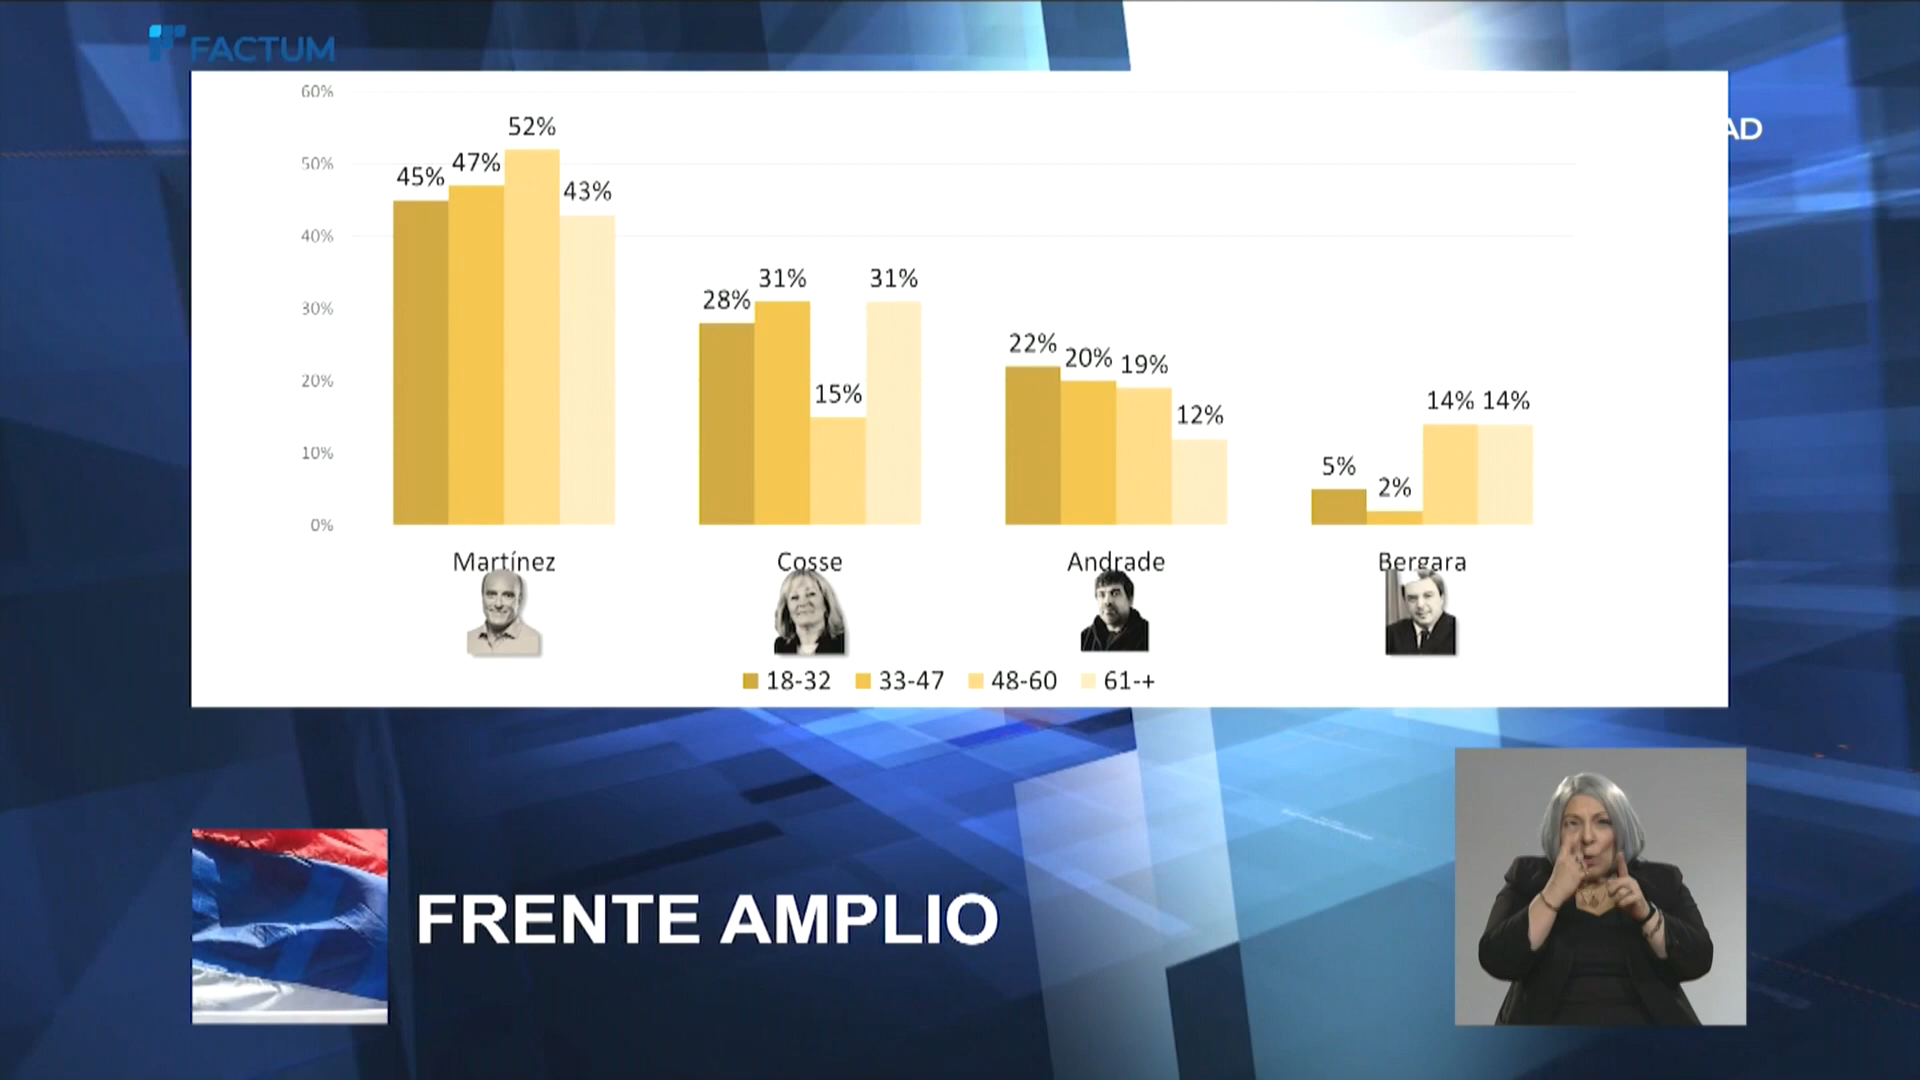 FACTUM
AD
60%
50%
40%
30%
20%
10%
0%
45% 47% 52% 43%
28% 31% 15% 31%
22% 20% 19% 12%
5% 2% 14% 14%
Martínez Cosse Andrade Bergara
18-32 33-47 48-60 61-+
FRENTE AMPLIO